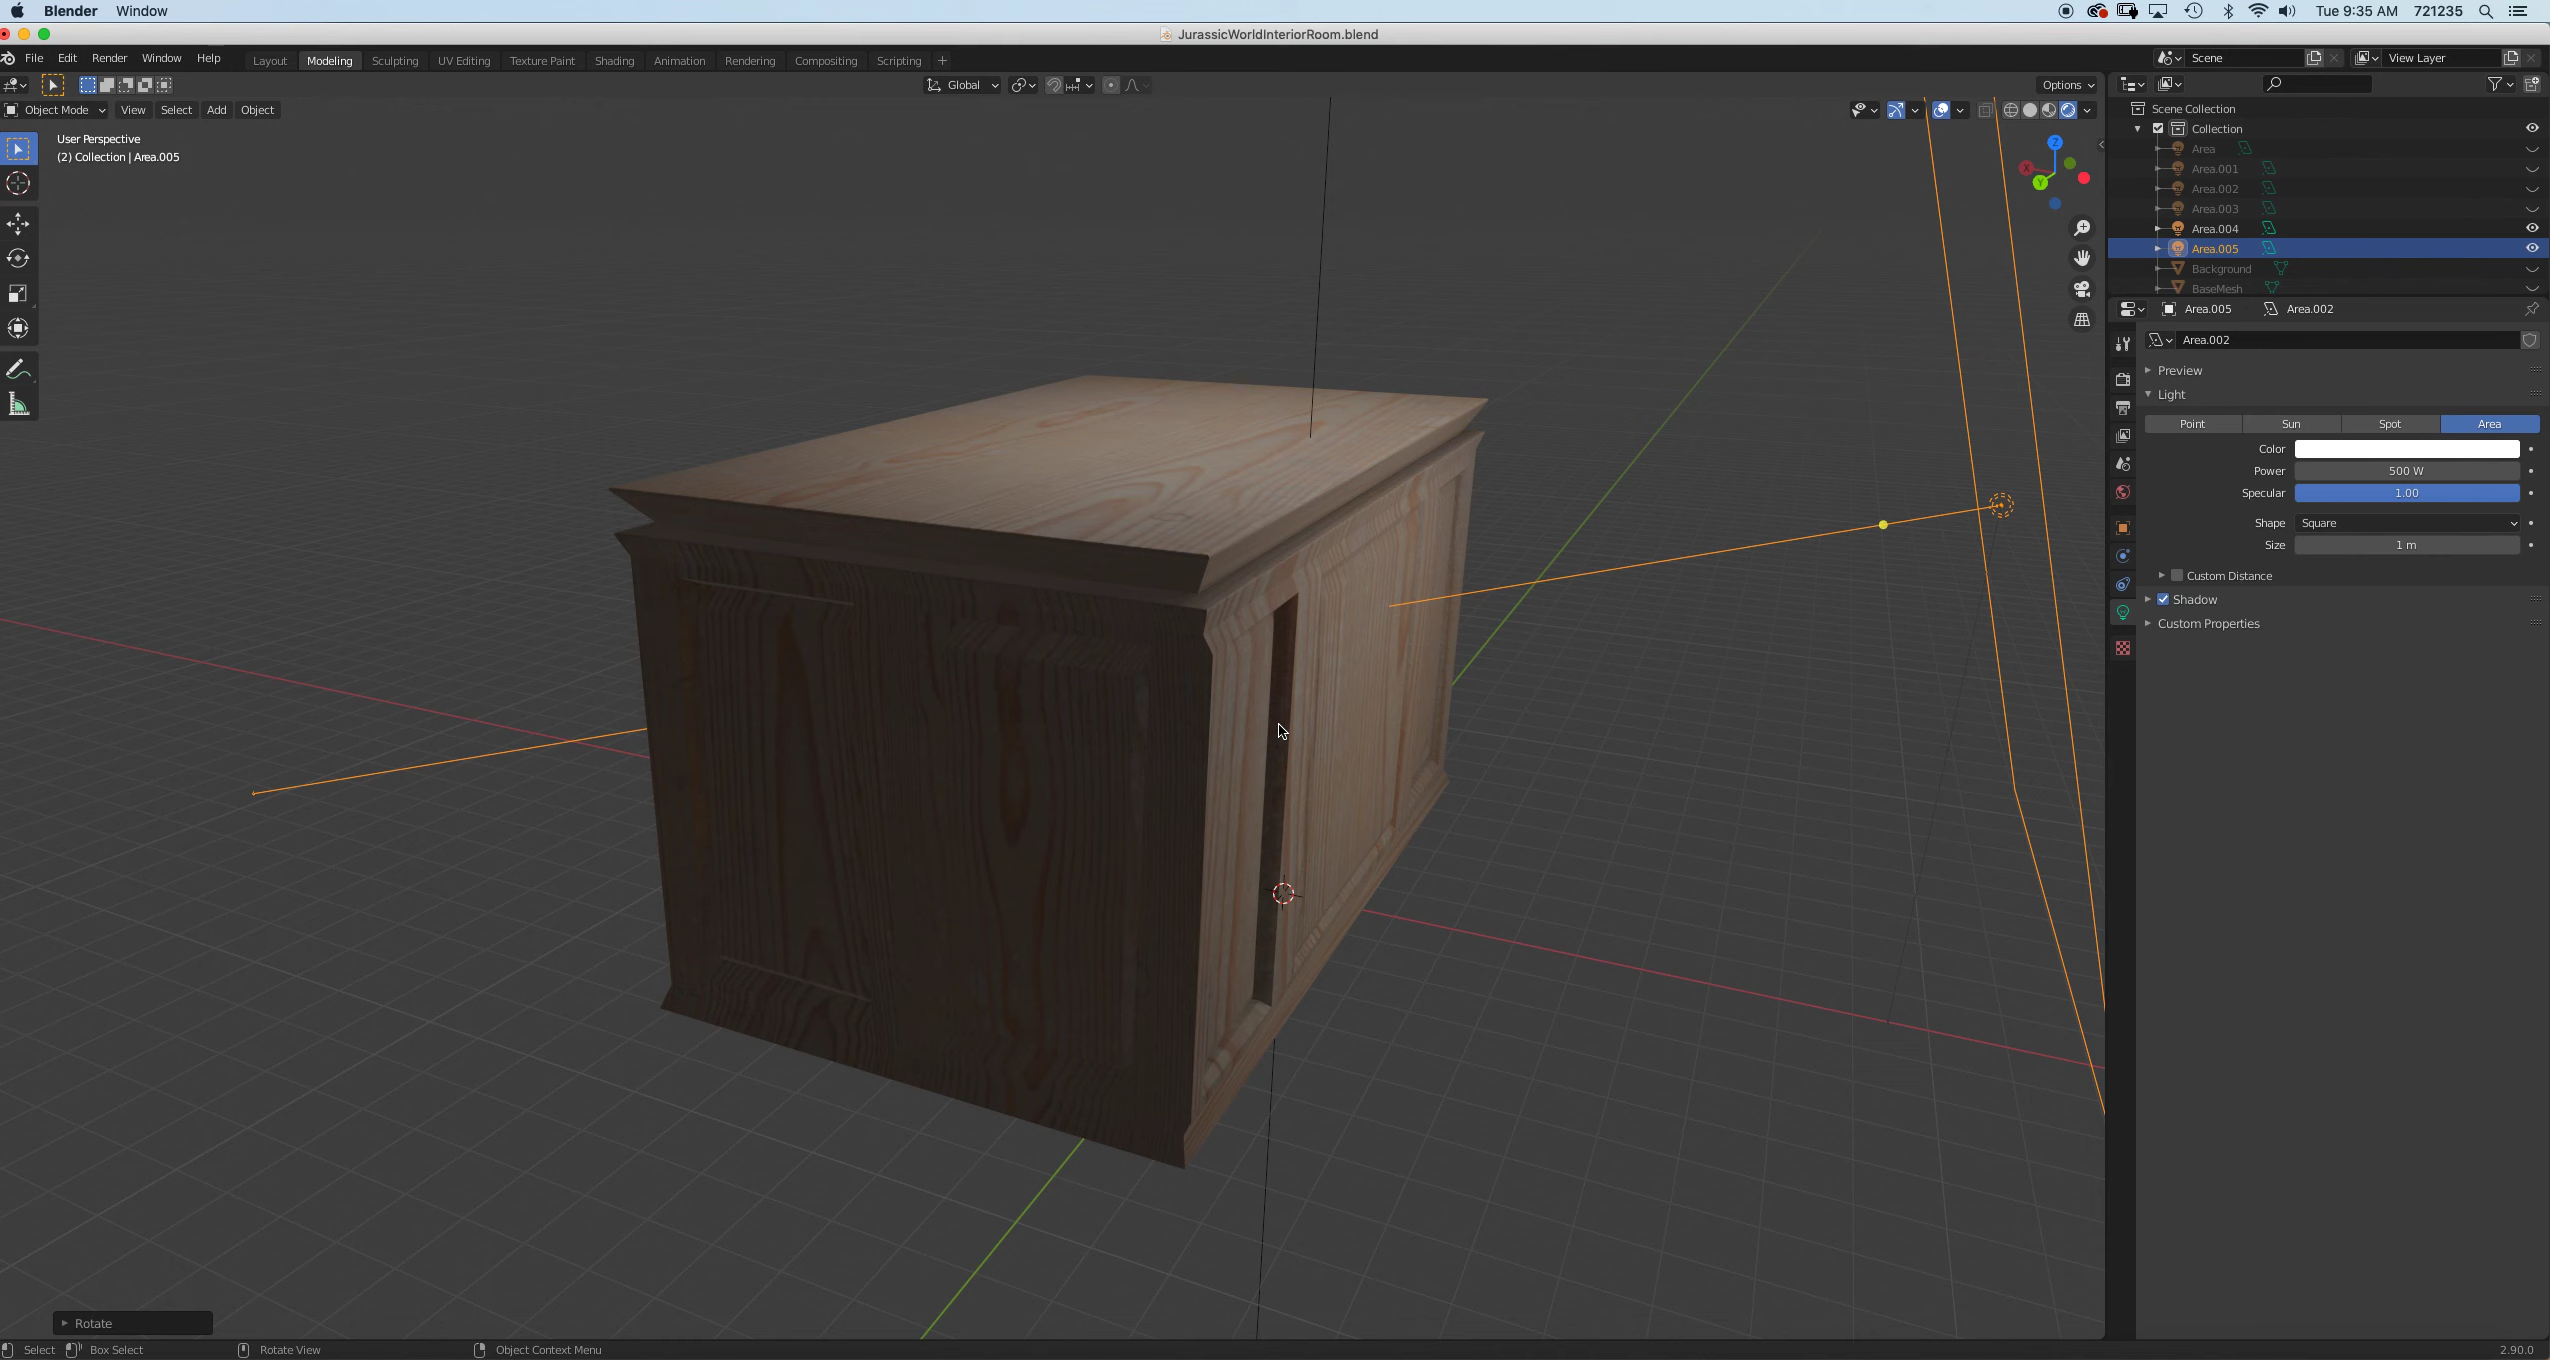 Blender Window Tue 9:35 AM 721235
JurassicWorldInteriorRoom.blend
File Edit Render Window Help Layout Modeling Sculpting UV Editing Texture Paint Shading Animation Rendering Compositing Scripting + Scene View Layer
Global Options
Object Mode View Select Add Object
Scene Collection
Collection
User Perspective
(2) Collection | Area.005
Z
X
Y
Area
Area.001
Area.002
Area.003
Area.004
Area.005
Background
BaseMesh
Area.005 Area.002
Area.002
Preview
Light
Point Sun Spot Area
Color
Power 500 W
Specular 1.00
Shape Square
Size 1 m
Custom Distance
Shadow
Custom Properties
Rotate
Select Box Select Rotate View Object Context Menu 2.90.0